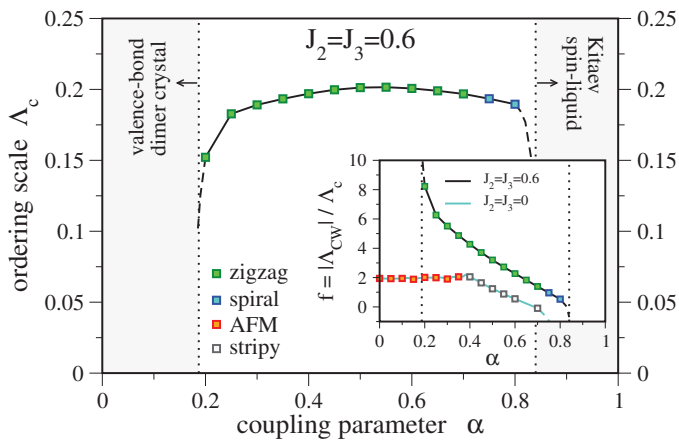 J₂=J₃=0.6
valence-bond
dimer crystal
Kitaev
spin-liquid
ordering scale Λc
0.25
0.2
0.15
0.1
0.05
0
0.25
0.20
0.15
0.1
0.05
0
zigzag
spiral
AFM
stripy
f = |ΛCW| / Λc
10
8
6
4
2
0
J₂=J₃=0.6
J₂=J₃=0
0
0.2
0.4
0.6
0.8
1
α
0
0.2
0.4
0.6
0.8
1
coupling parameter α